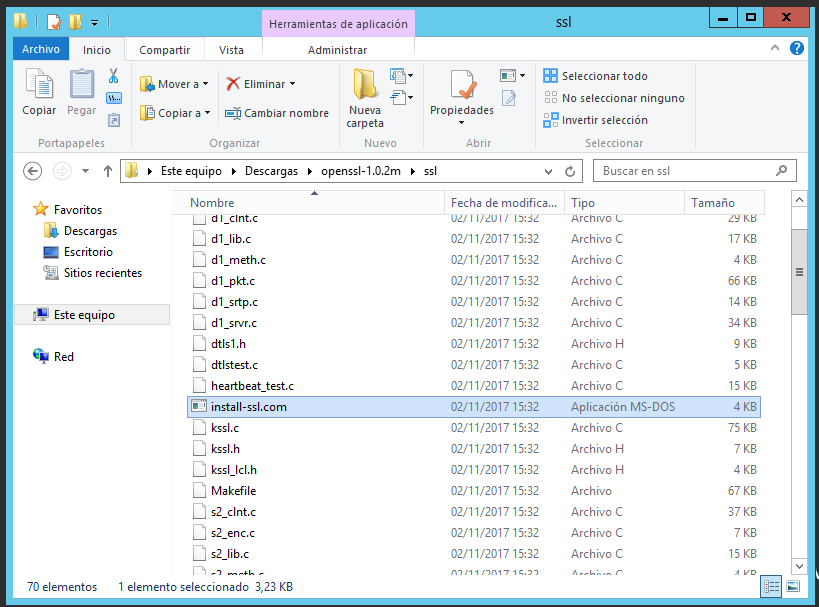 Herramientas de aplicación
ssl
Archivo Inicio Compartir Vista Administrar
Copiar Pegar
Mover a
Copiar a
Eliminar
Cambiar nombre
Nueva carpeta
Propiedades
Seleccionar todo
No seleccionar ninguno
Invertir selección
Portapapeles Organizar Nuevo Abrir Seleccionar
Este equipo Descargas openssl-1.0.2m ssl
Buscar en ssl
Favoritos
Descargas
Escritorio
Sitios recientes
Este equipo
Red
Nombre Fecha de modifica... Tipo Tamaño
d1_clnt.c 02/11/2017 15:32 Archivo C 29 KB
d1_lib.c 02/11/2017 15:32 Archivo C 17 KB
d1_meth.c 02/11/2017 15:32 Archivo C 4 KB
d1_pkt.c 02/11/2017 15:32 Archivo C 66 KB
d1_srtp.c 02/11/2017 15:32 Archivo C 14 KB
d1_srvr.c 02/11/2017 15:32 Archivo C 34 KB
dtls1.h 02/11/2017 15:32 Archivo H 9 KB
dtlstest.c 02/11/2017 15:32 Archivo C 5 KB
heartbeat_test.c 02/11/2017 15:32 Archivo C 15 KB
install-ssl.com 02/11/2017 15:32 Aplicación MS-DOS 4 KB
kssl.c 02/11/2017 15:32 Archivo C 75 KB
kssl.h 02/11/2017 15:32 Archivo H 7 KB
kssl_lcl.h 02/11/2017 15:32 Archivo H 4 KB
Makefile 02/11/2017 15:32 Archivo 67 KB
s2_clnt.c 02/11/2017 15:32 Archivo C 37 KB
s2_enc.c 02/11/2017 15:32 Archivo C 7 KB
s2_lib.c 02/11/2017 15:32 Archivo C 15 KB
s2_meth.c 02/11/2017 15:32 Archivo C 4 KB
70 elementos 1 elemento seleccionado 3,23 KB